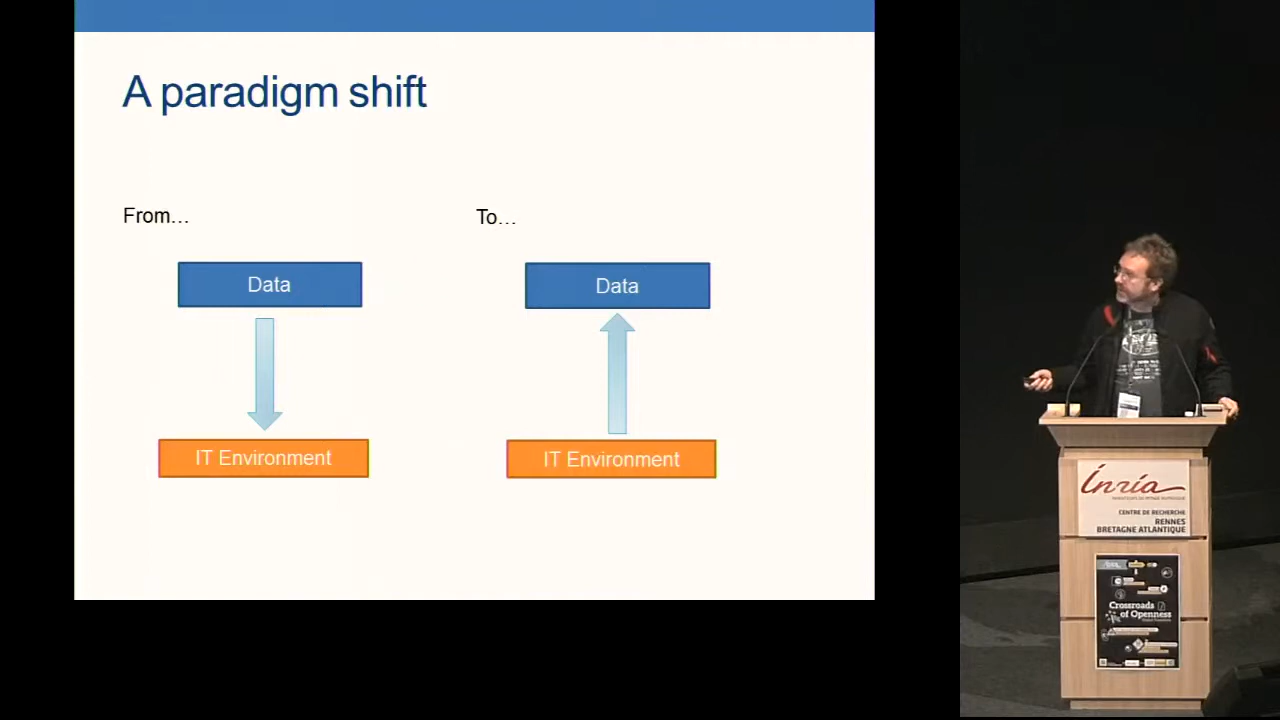 A paradigm shift
From…
To…
Data
Data
IT Environment
IT Environment
Inria
CENTRE DE RECHERCHE
RENNES
BRETAGNE ATLANTIQUE
Crossroads
of Openness